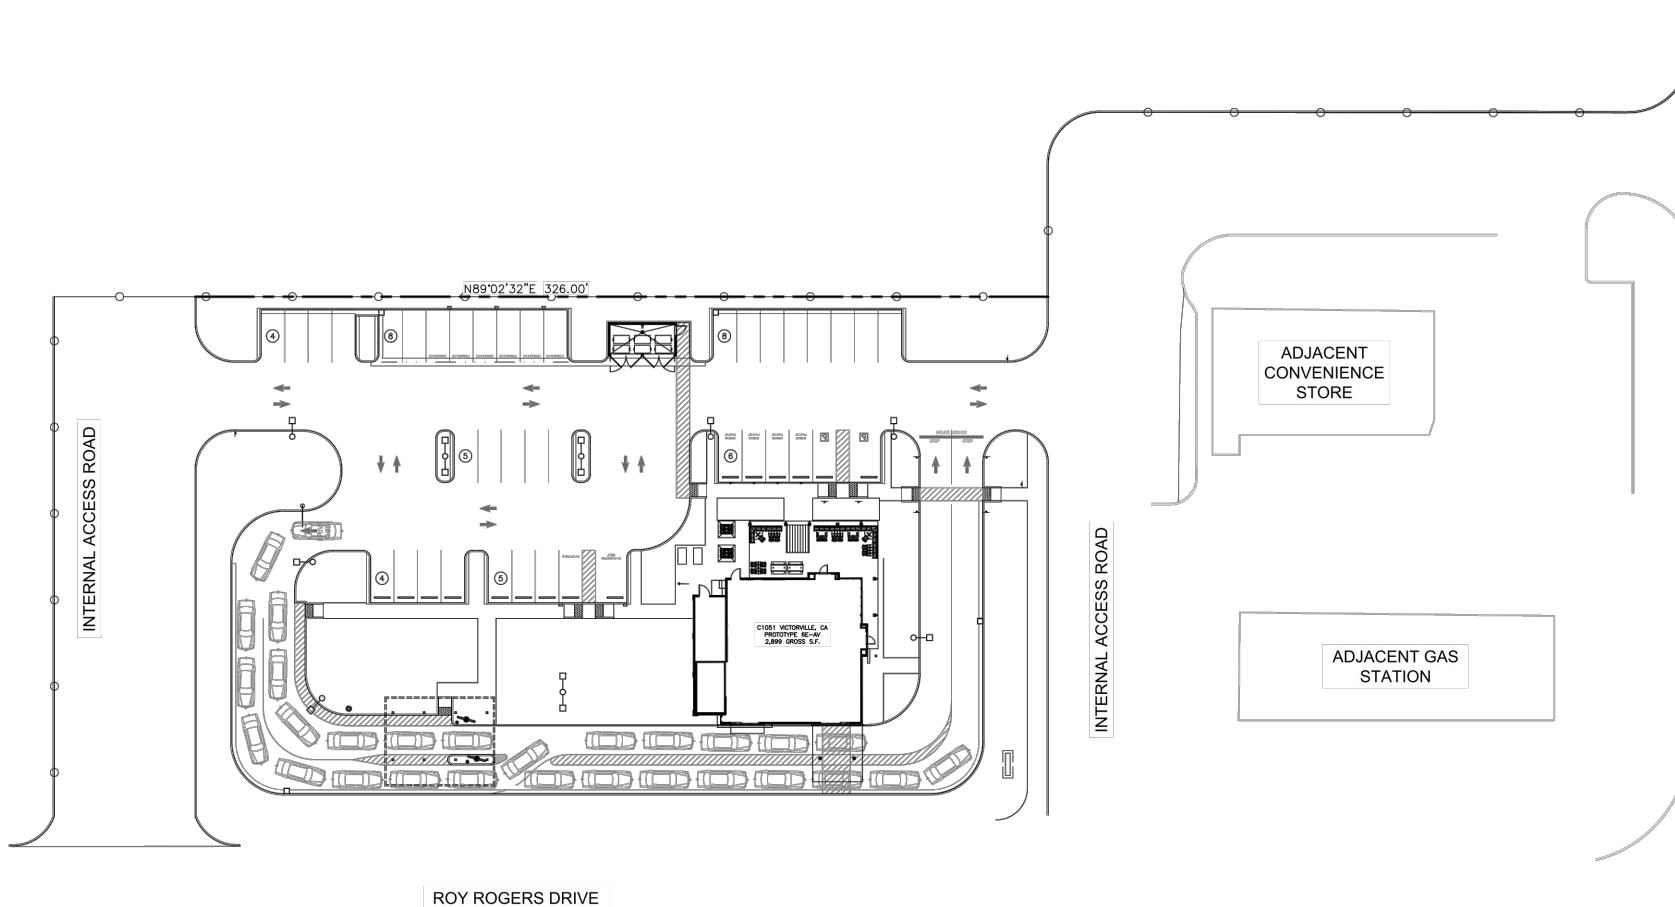 N89°02'32"E 326.00'
4
8
8
ADJACENT
CONVENIENCE
STORE
INTERNAL ACCESS ROAD
5
6
INTERNAL ACCESS ROAD
4
5
C1051 VICTORVILLE, CA
PROTOTYPE 6E-AV
2,899 GROSS S.F.
ADJACENT GAS
STATION
ROY ROGERS DRIVE